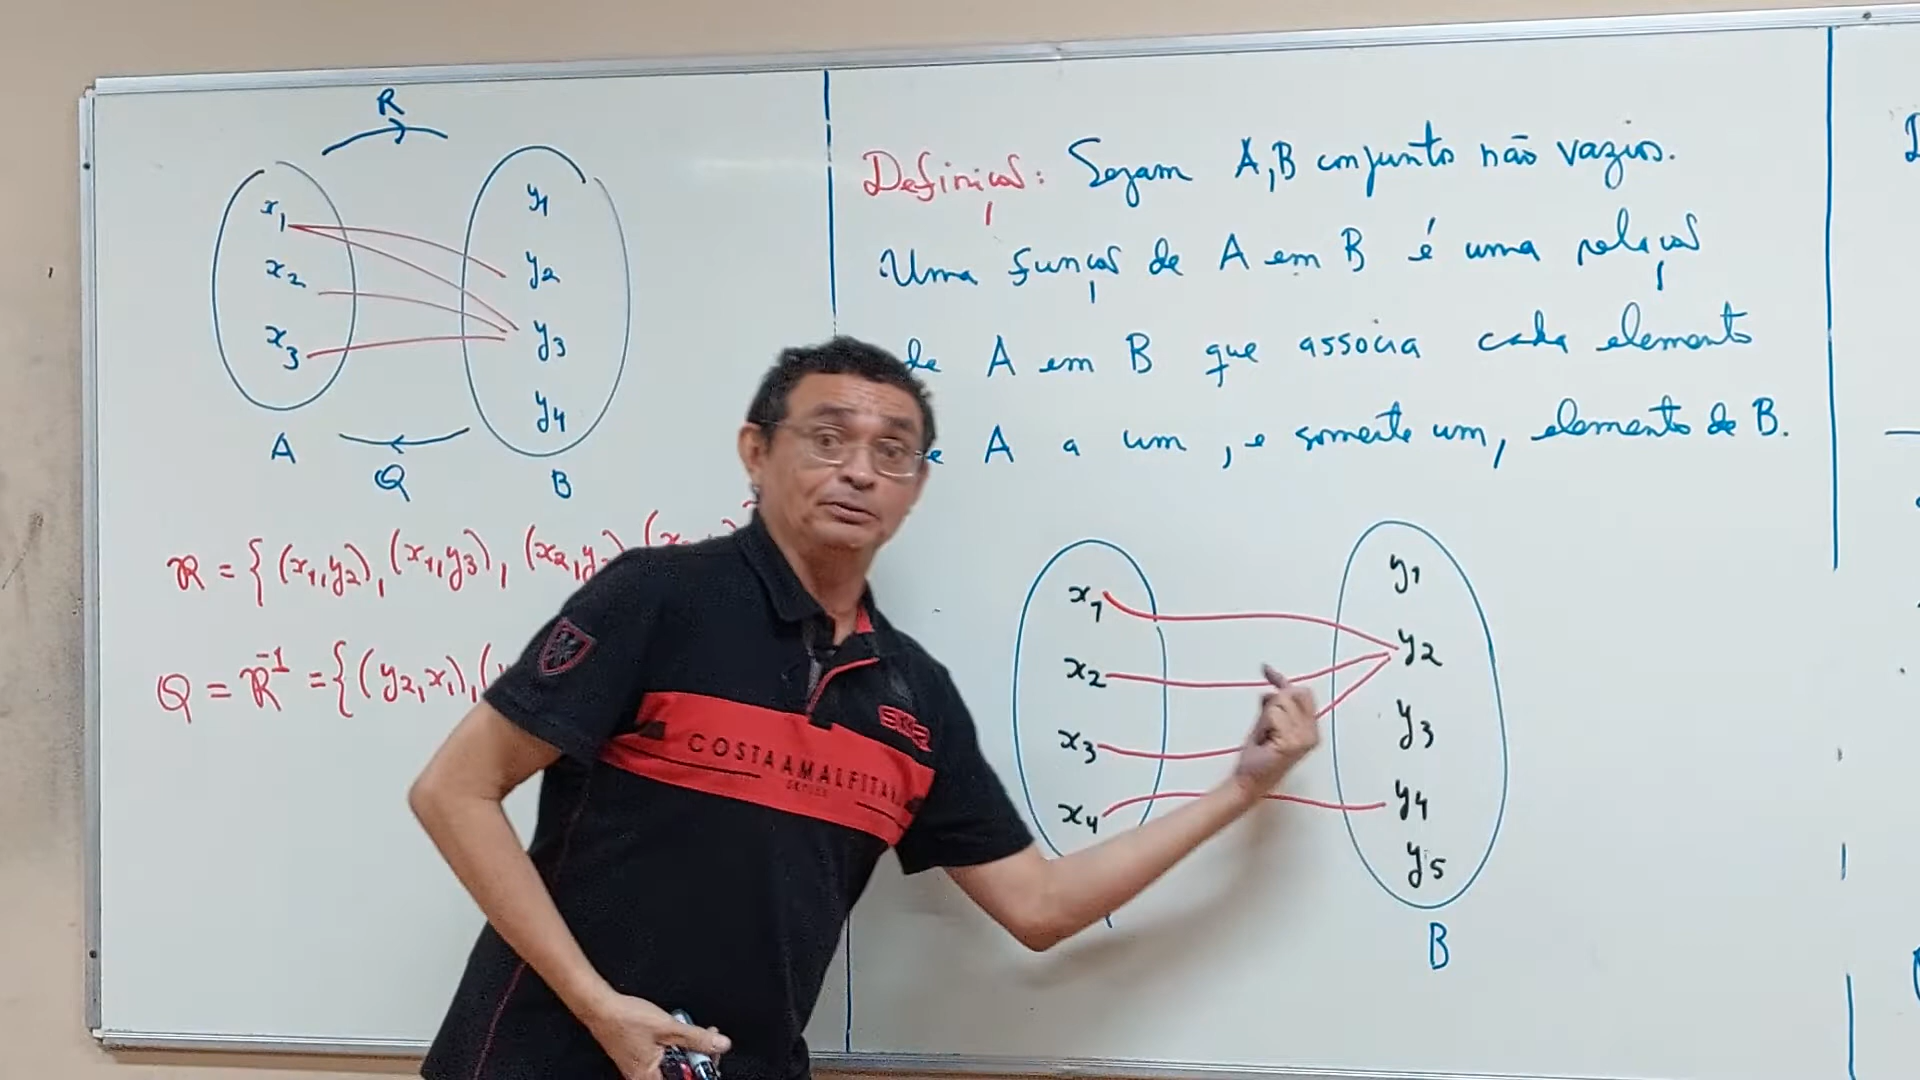 R
x1
x2
x3
y1
y2
y3
y4
A
Q
B
R = { (x1,y2), (x1,y3), (x2,y
Q = R^-1 = { (y2,x1), (
Definição: Sejam A,B conjunto não vazios.
Uma função de A em B é uma relação
de A em B que associa cada elemento
e A a um, e somente um, elemento de B.
x1
x2
x3
x4
y1
y2
y3
y4
y5
B
COSTA AMALFITAN